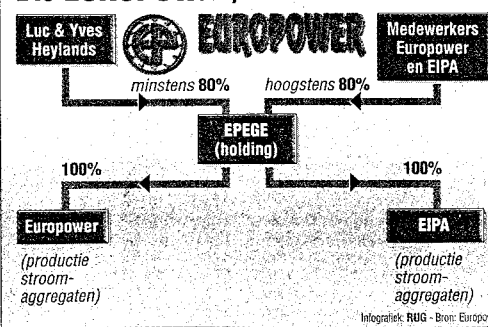 Luc & Yves
Heylands
EUROPOWER
Medewerkers
Europower
en EIPA
minstens 80%
hoogstens 80%
EPEGE
(holding)
100%
100%
Europower
EIPA
(productie
stroom-
aggregaten)
(productie
stroom-
aggregaten)
Infografiek: RUG - Bron: Europo